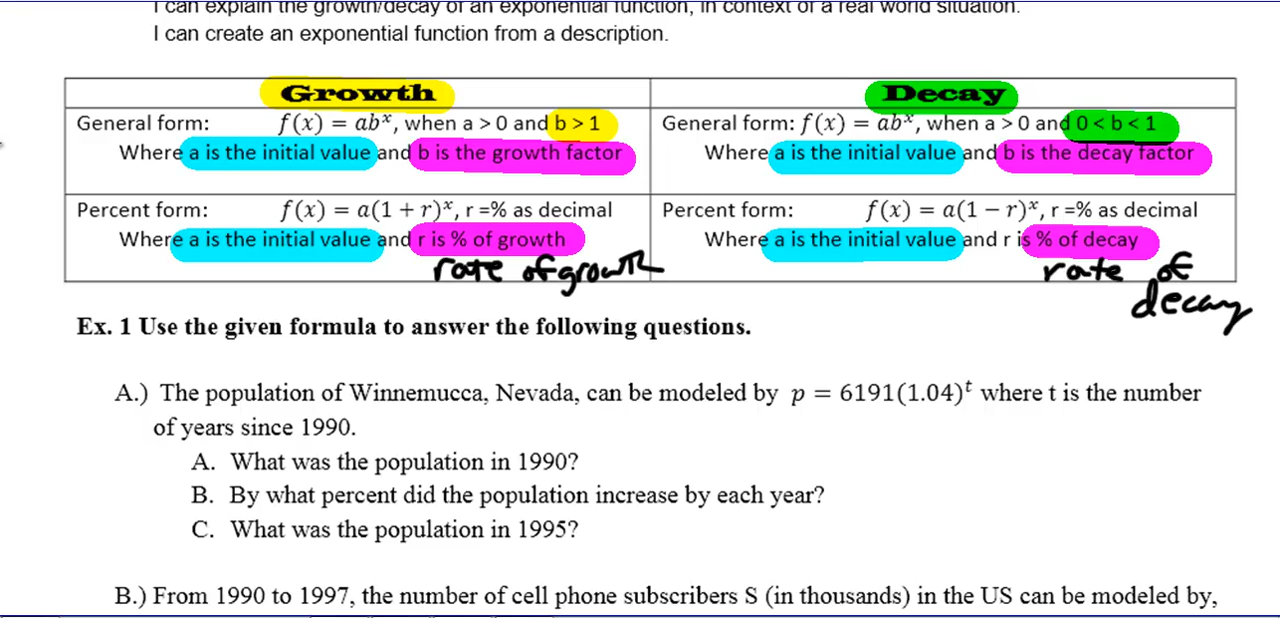 I can explain the growth/decay of an exponential function, in context of a real world situation.
I can create an exponential function from a description.
Growth
General form: f(x) = abˣ, when a > 0 and b > 1
Where a is the initial value and b is the growth factor
Decay
General form: f(x) = abˣ, when a > 0 and 0 < b < 1
Where a is the initial value and b is the decay factor
Percent form: f(x) = a(1 + r)ˣ, r =% as decimal
Where a is the initial value and r is % of growth
rate of growth
Percent form: f(x) = a(1 − r)ˣ, r =% as decimal
Where a is the initial value and r is % of decay
rate of
decay
Ex. 1 Use the given formula to answer the following questions.
A.) The population of Winnemucca, Nevada, can be modeled by p = 6191(1.04)ᵗ where t is the number
of years since 1990.
A. What was the population in 1990?
B. By what percent did the population increase by each year?
C. What was the population in 1995?
B.) From 1990 to 1997, the number of cell phone subscribers S (in thousands) in the US can be modeled by,